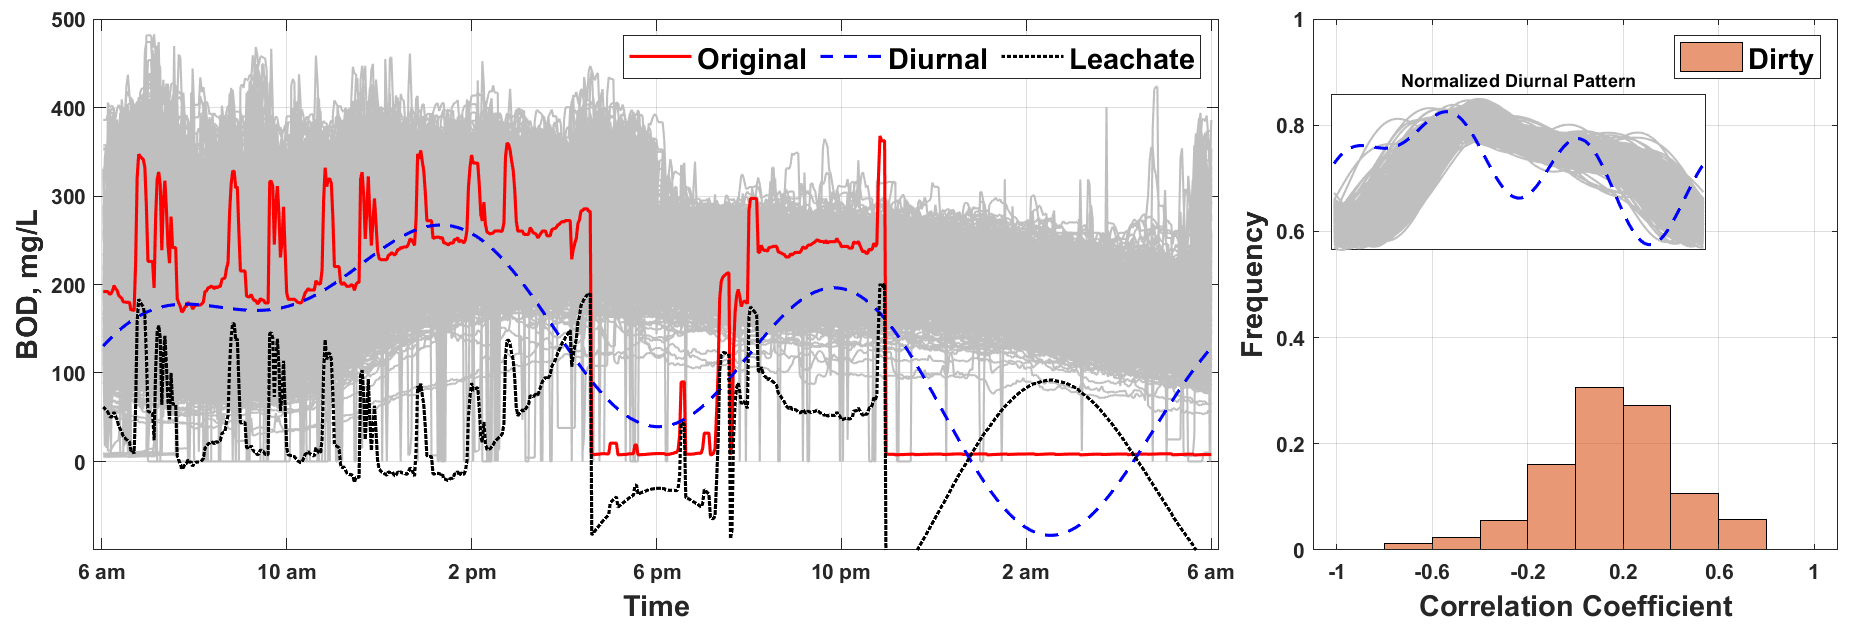 500
400
300
200
100
0
BOD, mg/L
Original Diurnal Leachate
6 am 10 am 2 pm 6 pm 10 pm 2 am 6 am
Time
1
0.8
0.6
0.4
0.2
0
Frequency
Dirty
Normalized Diurnal Pattern
-1 -0.6 -0.2 0.2 0.6 1
Correlation Coefficient